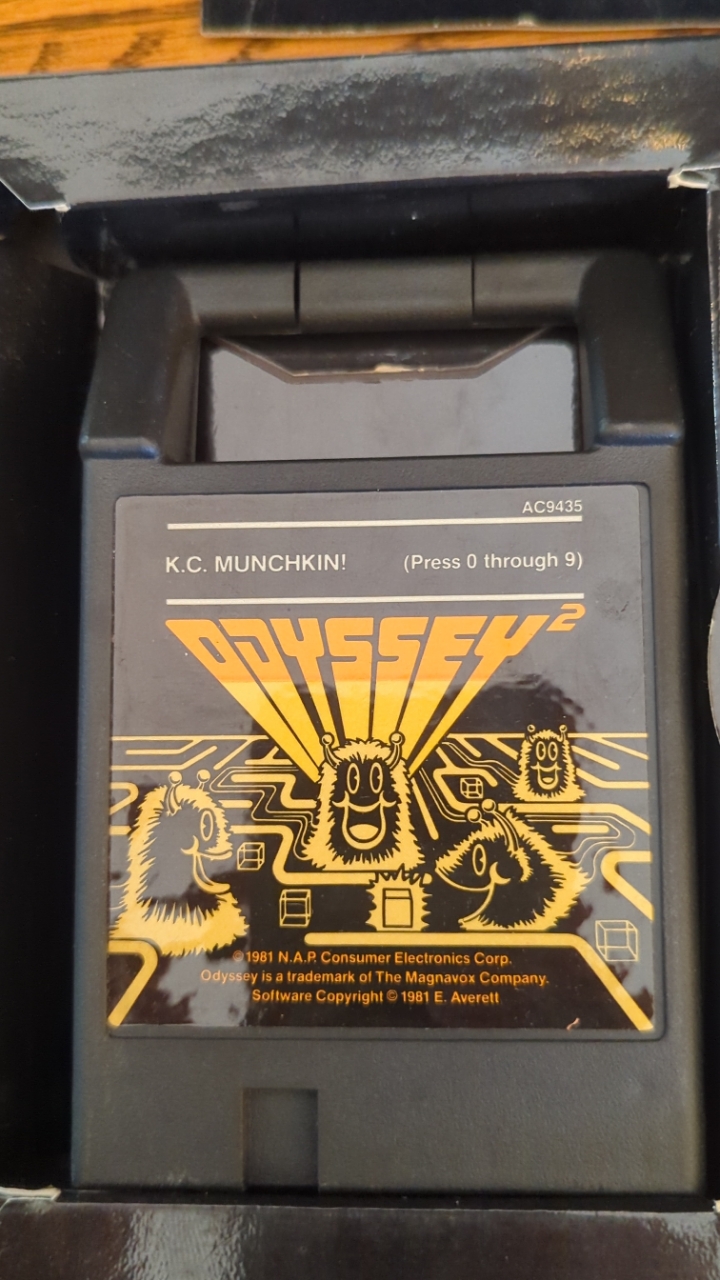 AC9435
K.C. MUNCHKIN! (Press 0 through 9)
ODYSSEY²
© 1981 N.A.P. Consumer Electronics Corp.
Odyssey is a trademark of The Magnavox Company.
Software Copyright © 1981 E. Averett